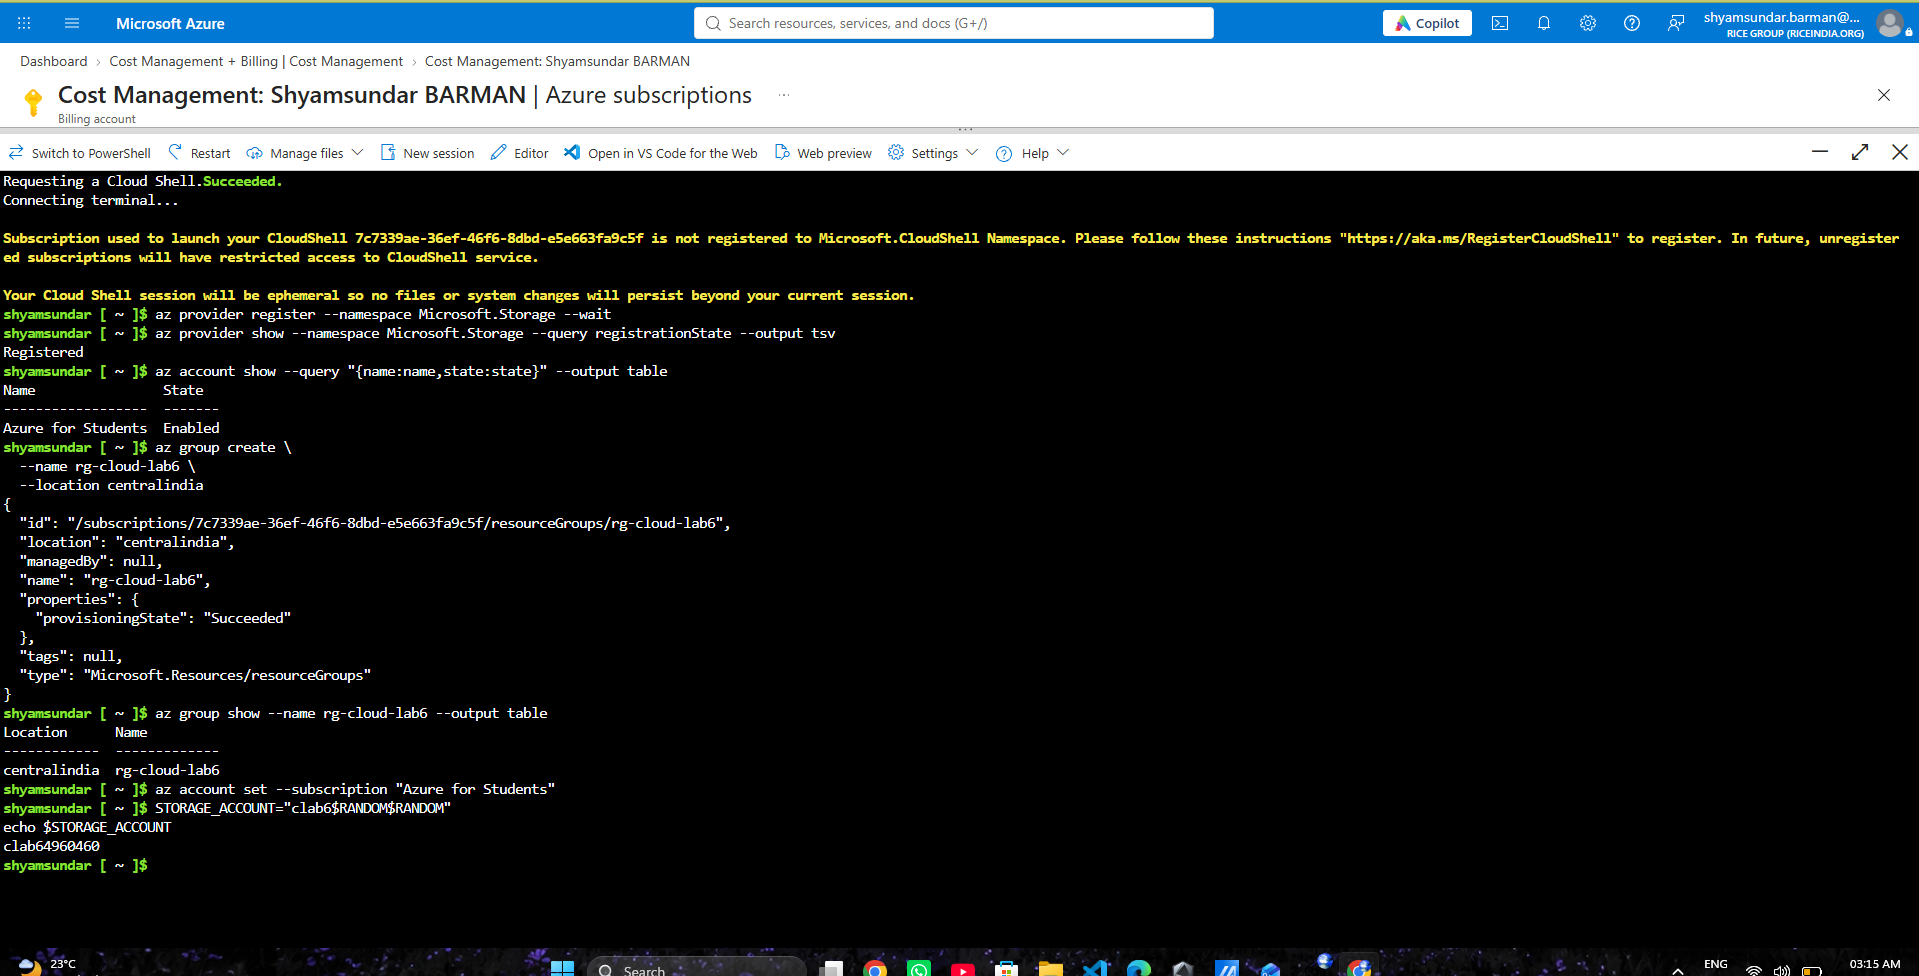 Microsoft Azure
Search resources, services, and docs (G+/)
Copilot
shyamsundar.barman@...
RICE GROUP (RICEINDIA.ORG)
Dashboard > Cost Management + Billing | Cost Management > Cost Management: Shyamsundar BARMAN
Cost Management: Shyamsundar BARMAN | Azure subscriptions ...
Billing account
Switch to PowerShell Restart Manage files New session Editor Open in VS Code for the Web Web preview Settings Help
Requesting a Cloud Shell.Succeeded.
Connecting terminal...
Subscription used to launch your CloudShell 7c7339ae-36ef-46f6-8dbd-e5e663fa9c5f is not registered to Microsoft.CloudShell Namespace. Please follow these instructions "https://aka.ms/RegisterCloudShell" to register. In future, unregister
ed subscriptions will have restricted access to CloudShell service.
Your Cloud Shell session will be ephemeral so no files or system changes will persist beyond your current session.
shyamsundar [ ~ ]$ az provider register --namespace Microsoft.Storage --wait
shyamsundar [ ~ ]$ az provider show --namespace Microsoft.Storage --query registrationState --output tsv
Registered
shyamsundar [ ~ ]$ az account show --query "{name:name,state:state}" --output table
Name                State
------------------  -------
Azure for Students  Enabled
shyamsundar [ ~ ]$ az group create \
  --name rg-cloud-lab6 \
  --location centralindia
{
  "id": "/subscriptions/7c7339ae-36ef-46f6-8dbd-e5e663fa9c5f/resourceGroups/rg-cloud-lab6",
  "location": "centralindia",
  "managedBy": null,
  "name": "rg-cloud-lab6",
  "properties": {
    "provisioningState": "Succeeded"
  },
  "tags": null,
  "type": "Microsoft.Resources/resourceGroups"
}
shyamsundar [ ~ ]$ az group show --name rg-cloud-lab6 --output table
Location      Name
------------  -------------
centralindia  rg-cloud-lab6
shyamsundar [ ~ ]$ az account set --subscription "Azure for Students"
shyamsundar [ ~ ]$ STORAGE_ACCOUNT="clab6$RANDOM$RANDOM"
echo $STORAGE_ACCOUNT
clab64960460
shyamsundar [ ~ ]$
23°C
Search
ENG
03:15 AM